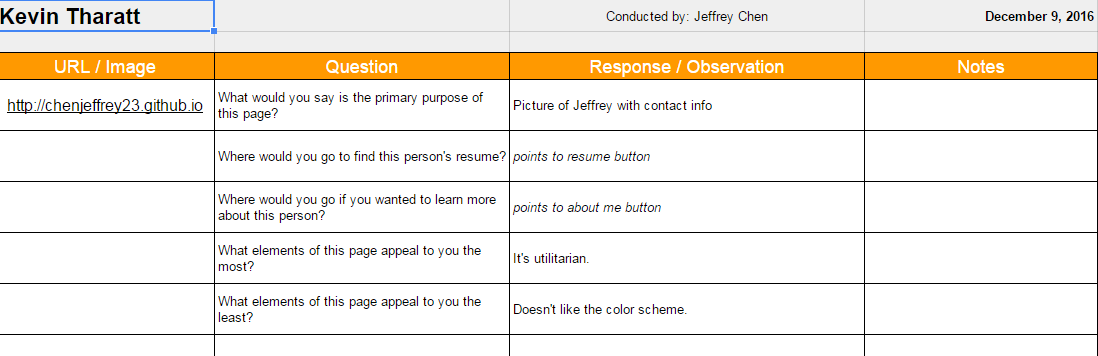 Kevin Tharatt Conducted by: Jeffrey Chen December 9, 2016
URL / Image Question Response / Observation Notes
http://chenjeffrey23.github.io What would you say is the primary purpose of
this page? Picture of Jeffrey with contact info
Where would you go to find this person's resume? points to resume button
Where would you go if you wanted to learn more
about this person? points to about me button
What elements of this page appeal to you the
most? It's utilitarian.
What elements of this page appeal to you the
least? Doesn't like the color scheme.